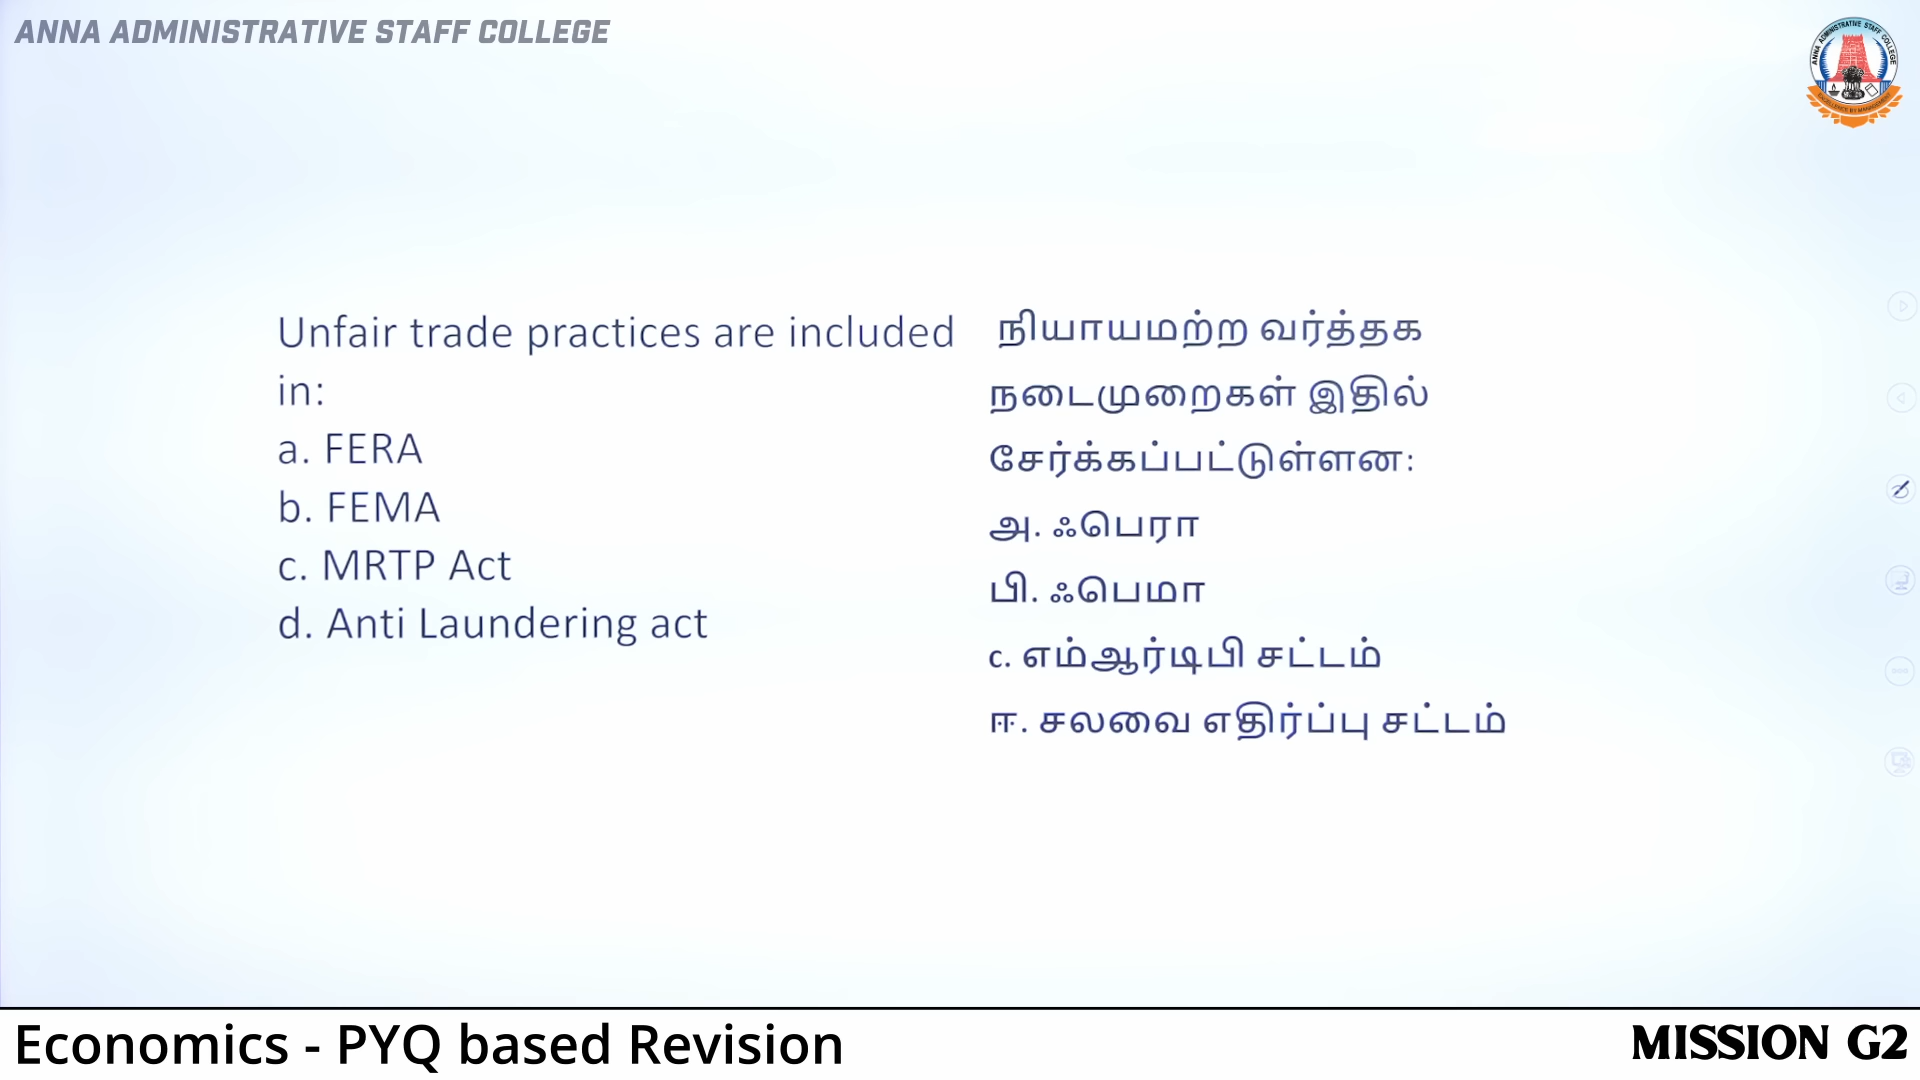 ANNA ADMINISTRATIVE STAFF COLLEGE
Unfair trade practices are included
in:
a. FERA
b. FEMA
c. MRTP Act
d. Anti Laundering act
நியாயமற்ற வர்த்தக
நடைமுறைகள் இதில்
சேர்க்கப்பட்டுள்ளன:
அ. ஃபெரா
பி. ஃபெமா
c. எம்ஆர்டிபி சட்டம்
ஈ. சலவை எதிர்ப்பு சட்டம்
Economics - PYQ based Revision
MISSION G2